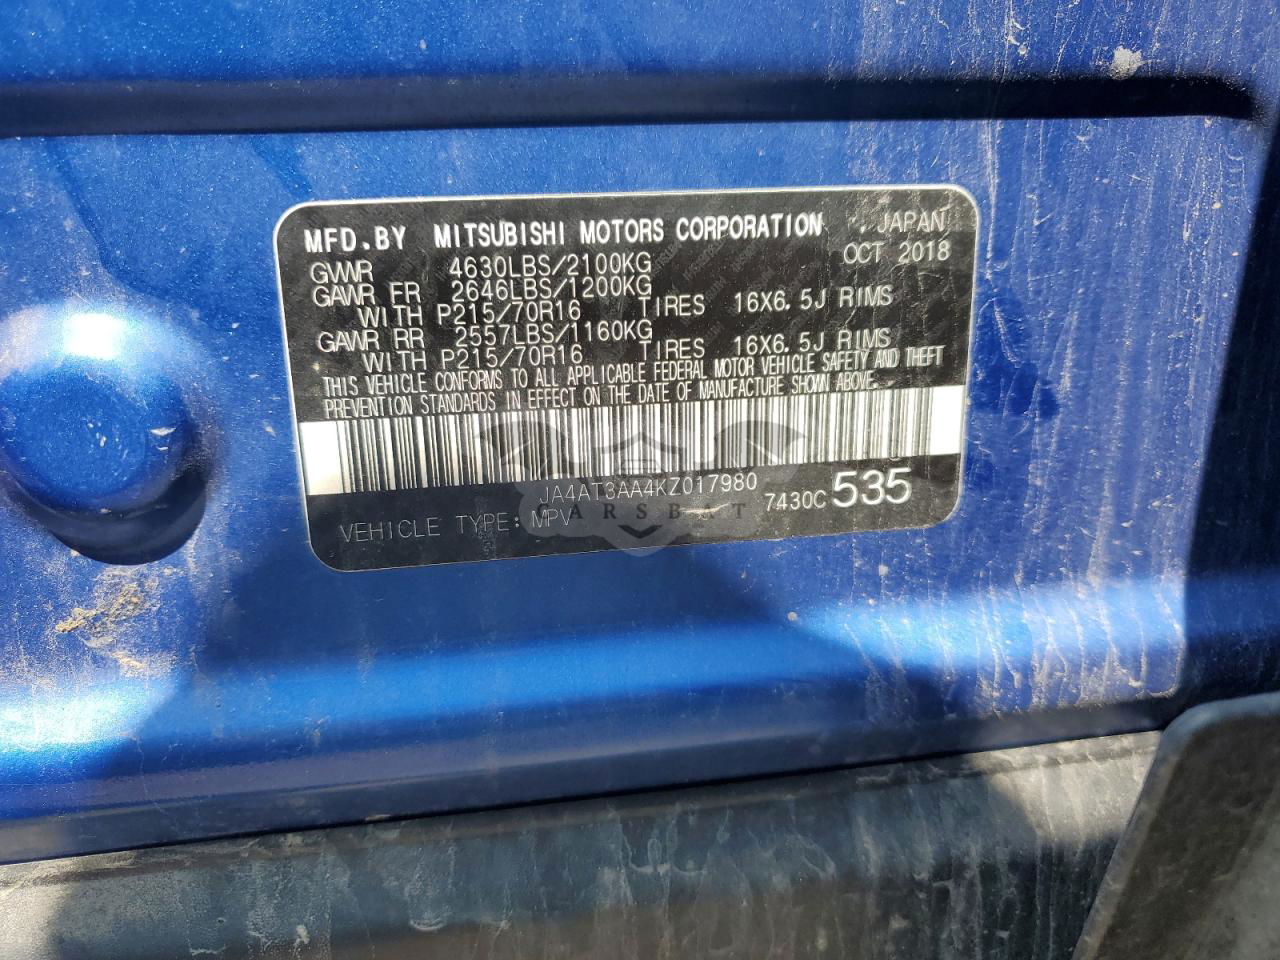 MFD.BY MITSUBISHI MOTORS CORPORATION JAPAN
GVWR 4630LBS/2100KG OCT 2018
GAWR FR 2646LBS/1200KG
WITH P215/70R16 TIRES 16X6.5J RIMS
GAWR RR 2557LBS/1160KG
WITH P215/70R16 TIRES 16X6.5J RIMS
THIS VEHICLE CONFORMS TO ALL APPLICABLE FEDERAL MOTOR VEHICLE SAFETY AND THEFT
PREVENTION STANDARDS IN EFFECT ON THE DATE OF MANUFACTURE SHOWN ABOVE.
JA4AT3AA4KZ017980
CARSBAT
VEHICLE TYPE: MPV 7430C 535